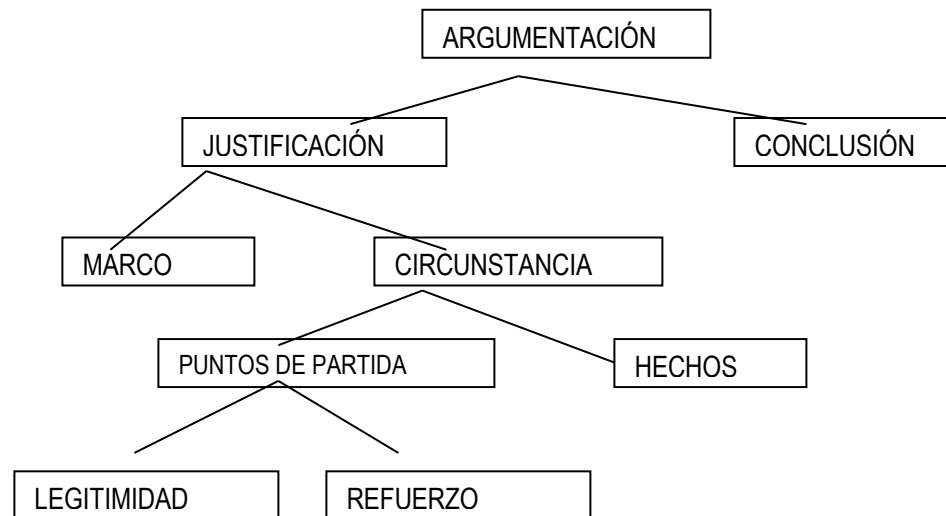 ARGUMENTACIÓN
JUSTIFICACIÓN
CONCLUSIÓN
MARCO
CIRCUNSTANCIA
PUNTOS DE PARTIDA
HECHOS
LEGITIMIDAD
REFUERZO